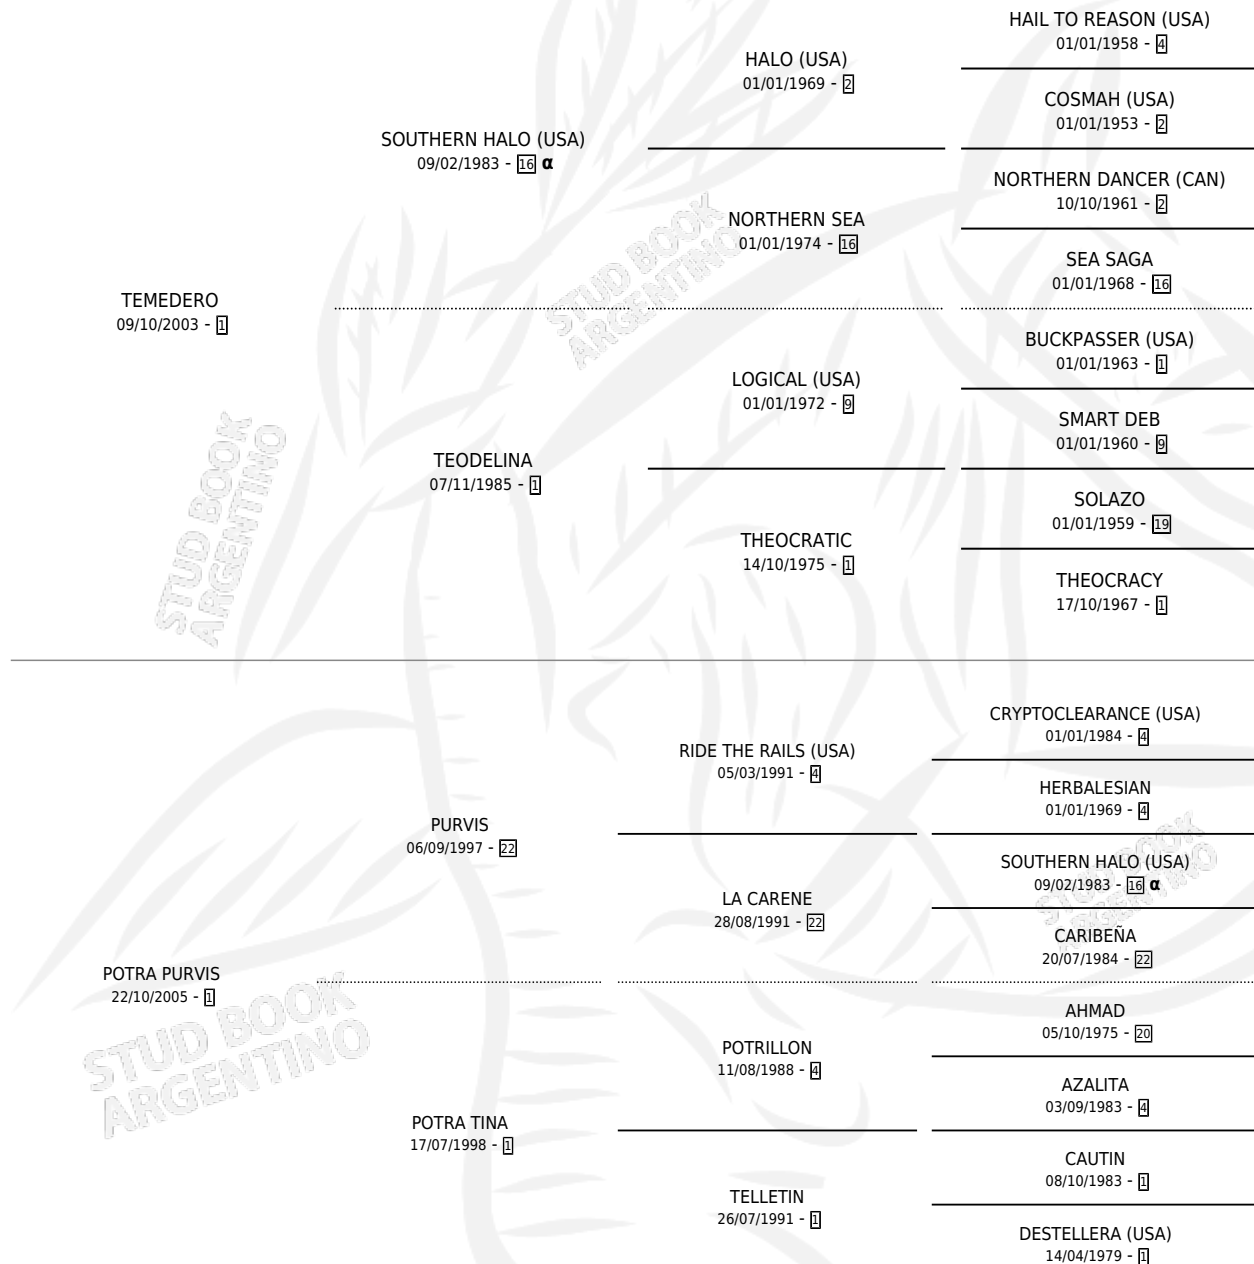 HAIL TO REASON (USA)
01/01/1958 - 4
HALO (USA)
01/01/1969 - 2
COSMAH (USA)
01/01/1953 - 2
SOUTHERN HALO (USA)
09/02/1983 - 16 α
NORTHERN DANCER (CAN)
10/10/1961 - 2
NORTHERN SEA
01/01/1974 - 16
SEA SAGA
01/01/1968 - 16
TEMEDERO
09/10/2003 - 1
BUCKPASSER (USA)
01/01/1963 - 1
LOGICAL (USA)
01/01/1972 - 9
SMART DEB
01/01/1960 - 9
TEODELINA
07/11/1985 - 1
SOLAZO
01/01/1959 - 19
THEOCRATIC
14/10/1975 - 1
THEOCRACY
17/10/1967 - 1
STUD BOOK
ARGENTINO
STUD BOOK
ARGENTINO
CRYPTOCLEARANCE (USA)
01/01/1984 - 4
RIDE THE RAILS (USA)
05/03/1991 - 4
HERBALESIAN
01/01/1969 - 4
PURVIS
06/09/1997 - 22
SOUTHERN HALO (USA)
09/02/1983 - 16 α
LA CARENE
28/08/1991 - 22
CARIBEÑA
20/07/1984 - 22
POTRA PURVIS
22/10/2005 - 1
AHMAD
05/10/1975 - 20
POTRILLON
11/08/1988 - 4
AZALITA
03/09/1983 - 4
POTRA TINA
17/07/1998 - 1
CAUTIN
08/10/1983 - 1
TELLETIN
26/07/1991 - 1
DESTELLERA (USA)
14/04/1979 - 1
STUD BOOK
ARGENTINO
STUD BOOK
ARGENTINO